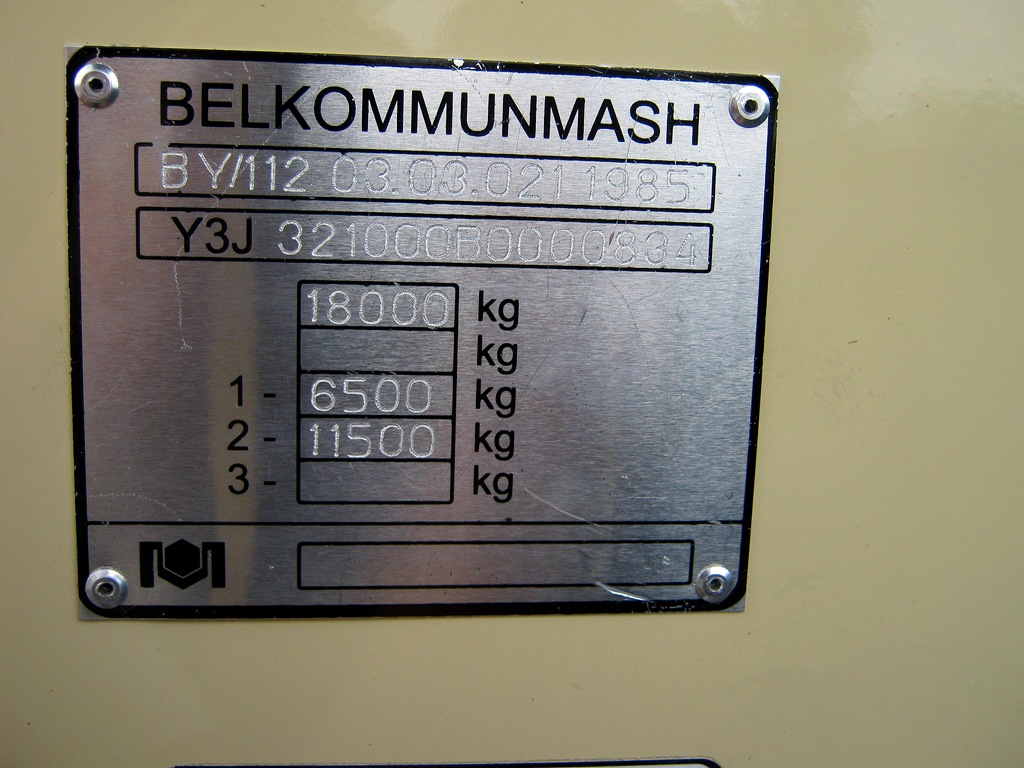 BELKOMMUNMASH
BY/112 03.03.021 1985
Y3J 321000B0000834
18000 kg
kg
1 - 6500 kg
2 - 11500 kg
3 - kg